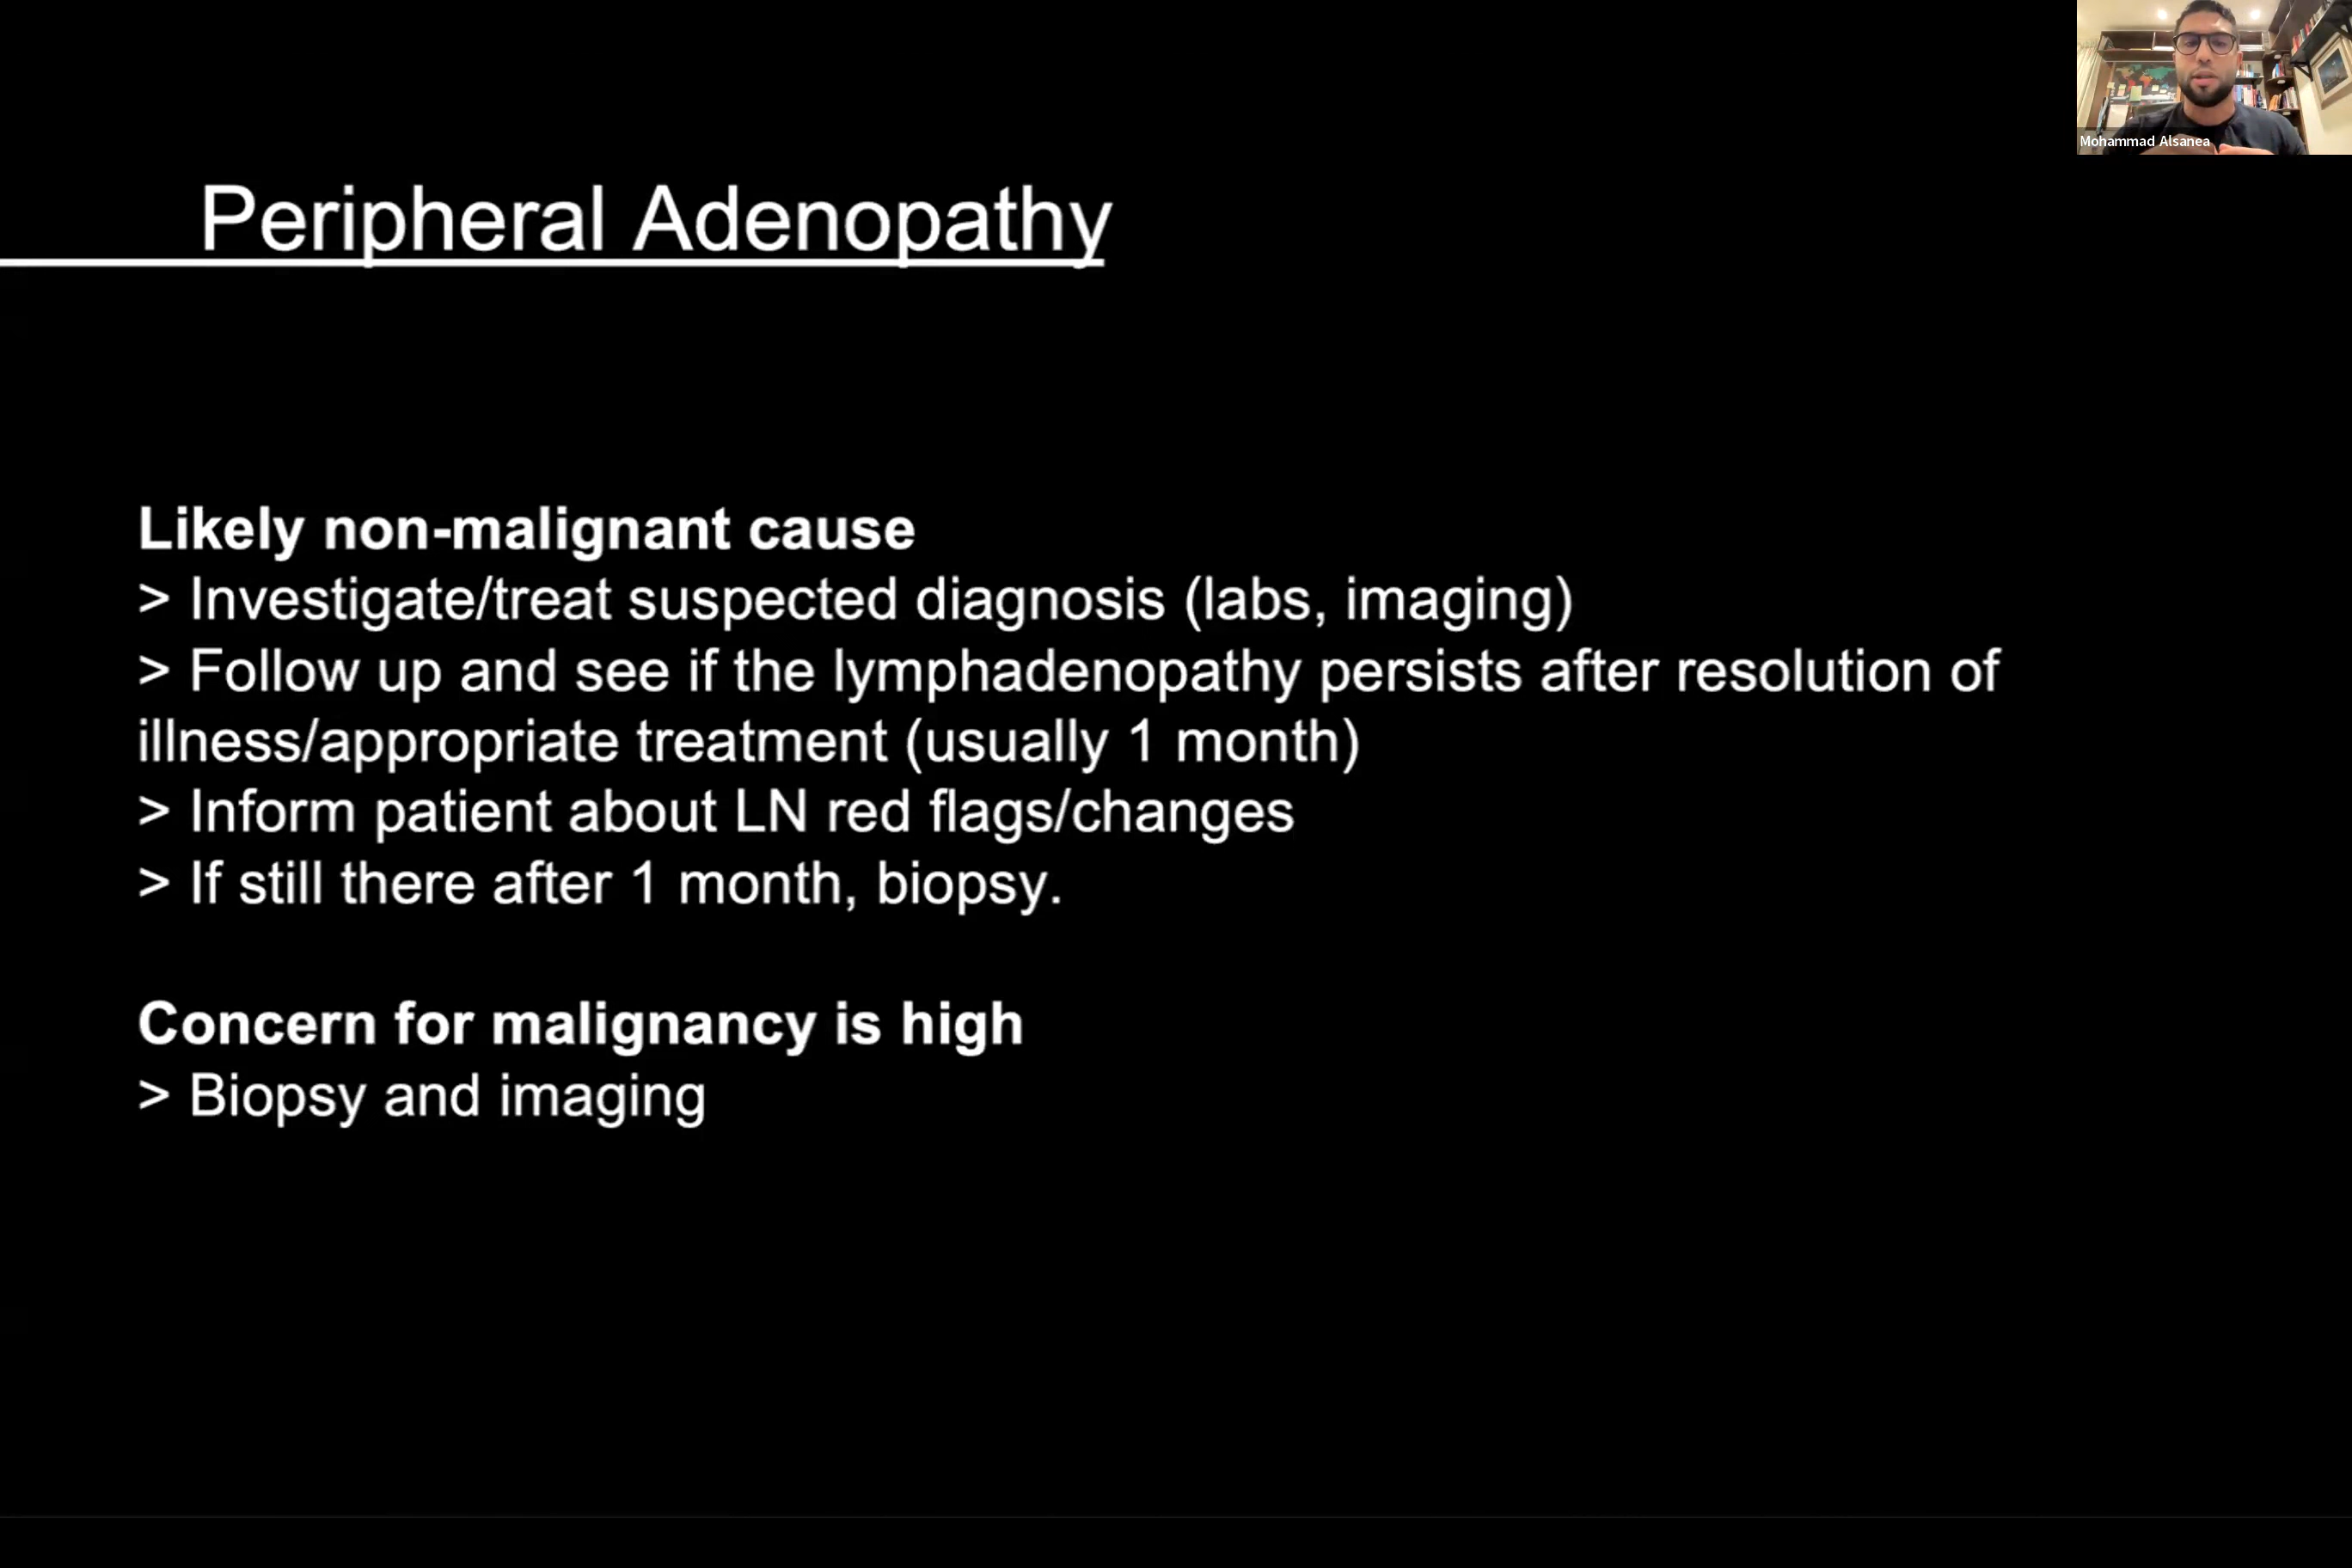 Mohammad Alsanea
Peripheral Adenopathy
Likely non-malignant cause
> Investigate/treat suspected diagnosis (labs, imaging)
> Follow up and see if the lymphadenopathy persists after resolution of
illness/appropriate treatment (usually 1 month)
> Inform patient about LN red flags/changes
> If still there after 1 month, biopsy.
Concern for malignancy is high
> Biopsy and imaging